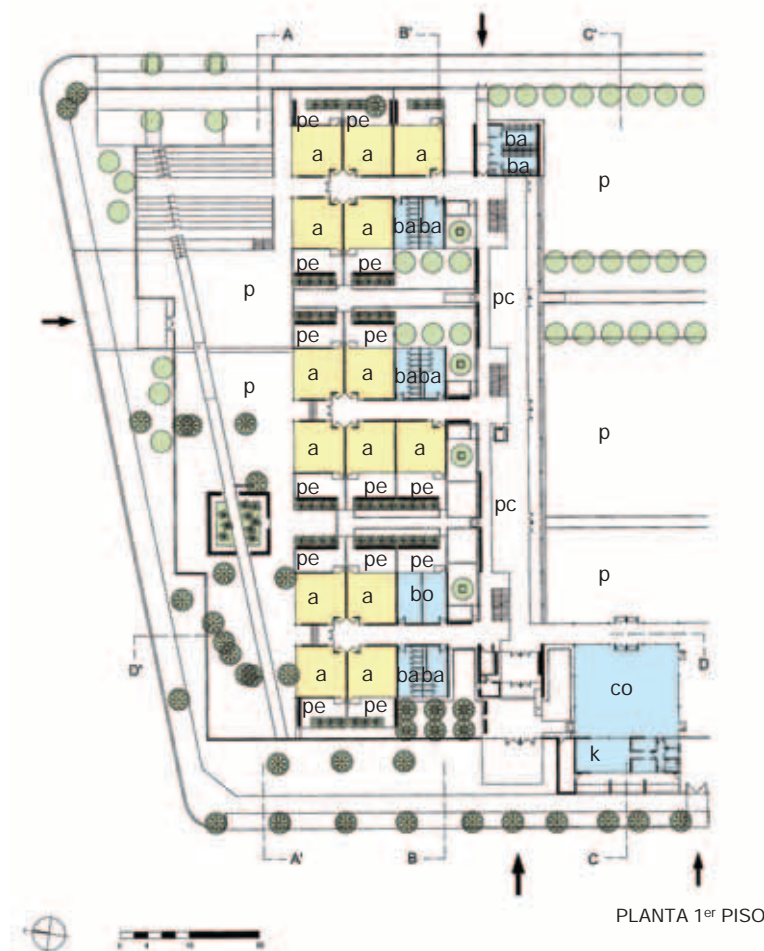 A B' C'
pe pe ba
a a a ba p
a a ba ba
pe pe
p pc
pe pe
p a a ba ba
a a a p
pe pe pe pc
pe pe pe p
a a bo
D' D
a a ba ba co
pe pe
k
A' B C
PLANTA 1er PISO